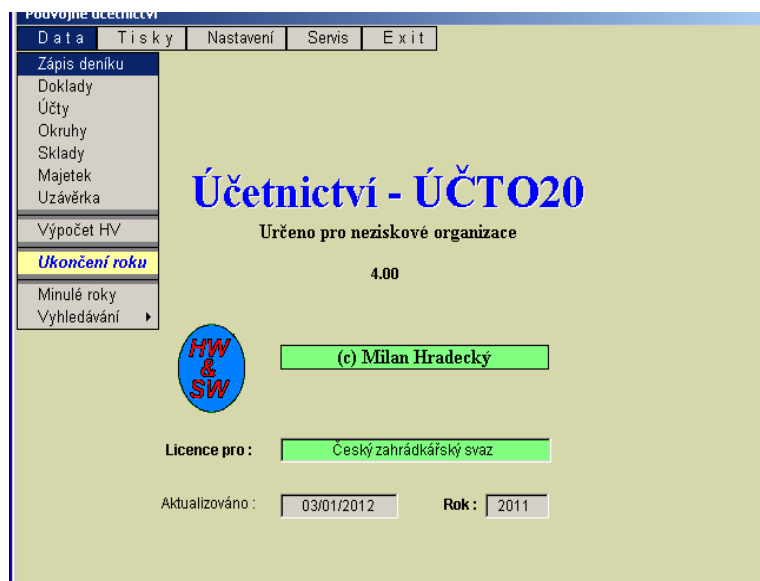 Podvojné účetnictví
Data Tisky Nastavení Servis Exit
Zápis deníku
Doklady
Účty
Okruhy
Sklady
Majetek
Uzávěrka
Výpočet HV
Ukončení roku
Minulé roky
Vyhledávání
Účetnictví - ÚČTO20
Určeno pro neziskové organizace
4.00
HW
&
SW
(c) Milan Hradecký
Licence pro : Český zahrádkářský svaz
Aktualizováno : 03/01/2012 Rok : 2011